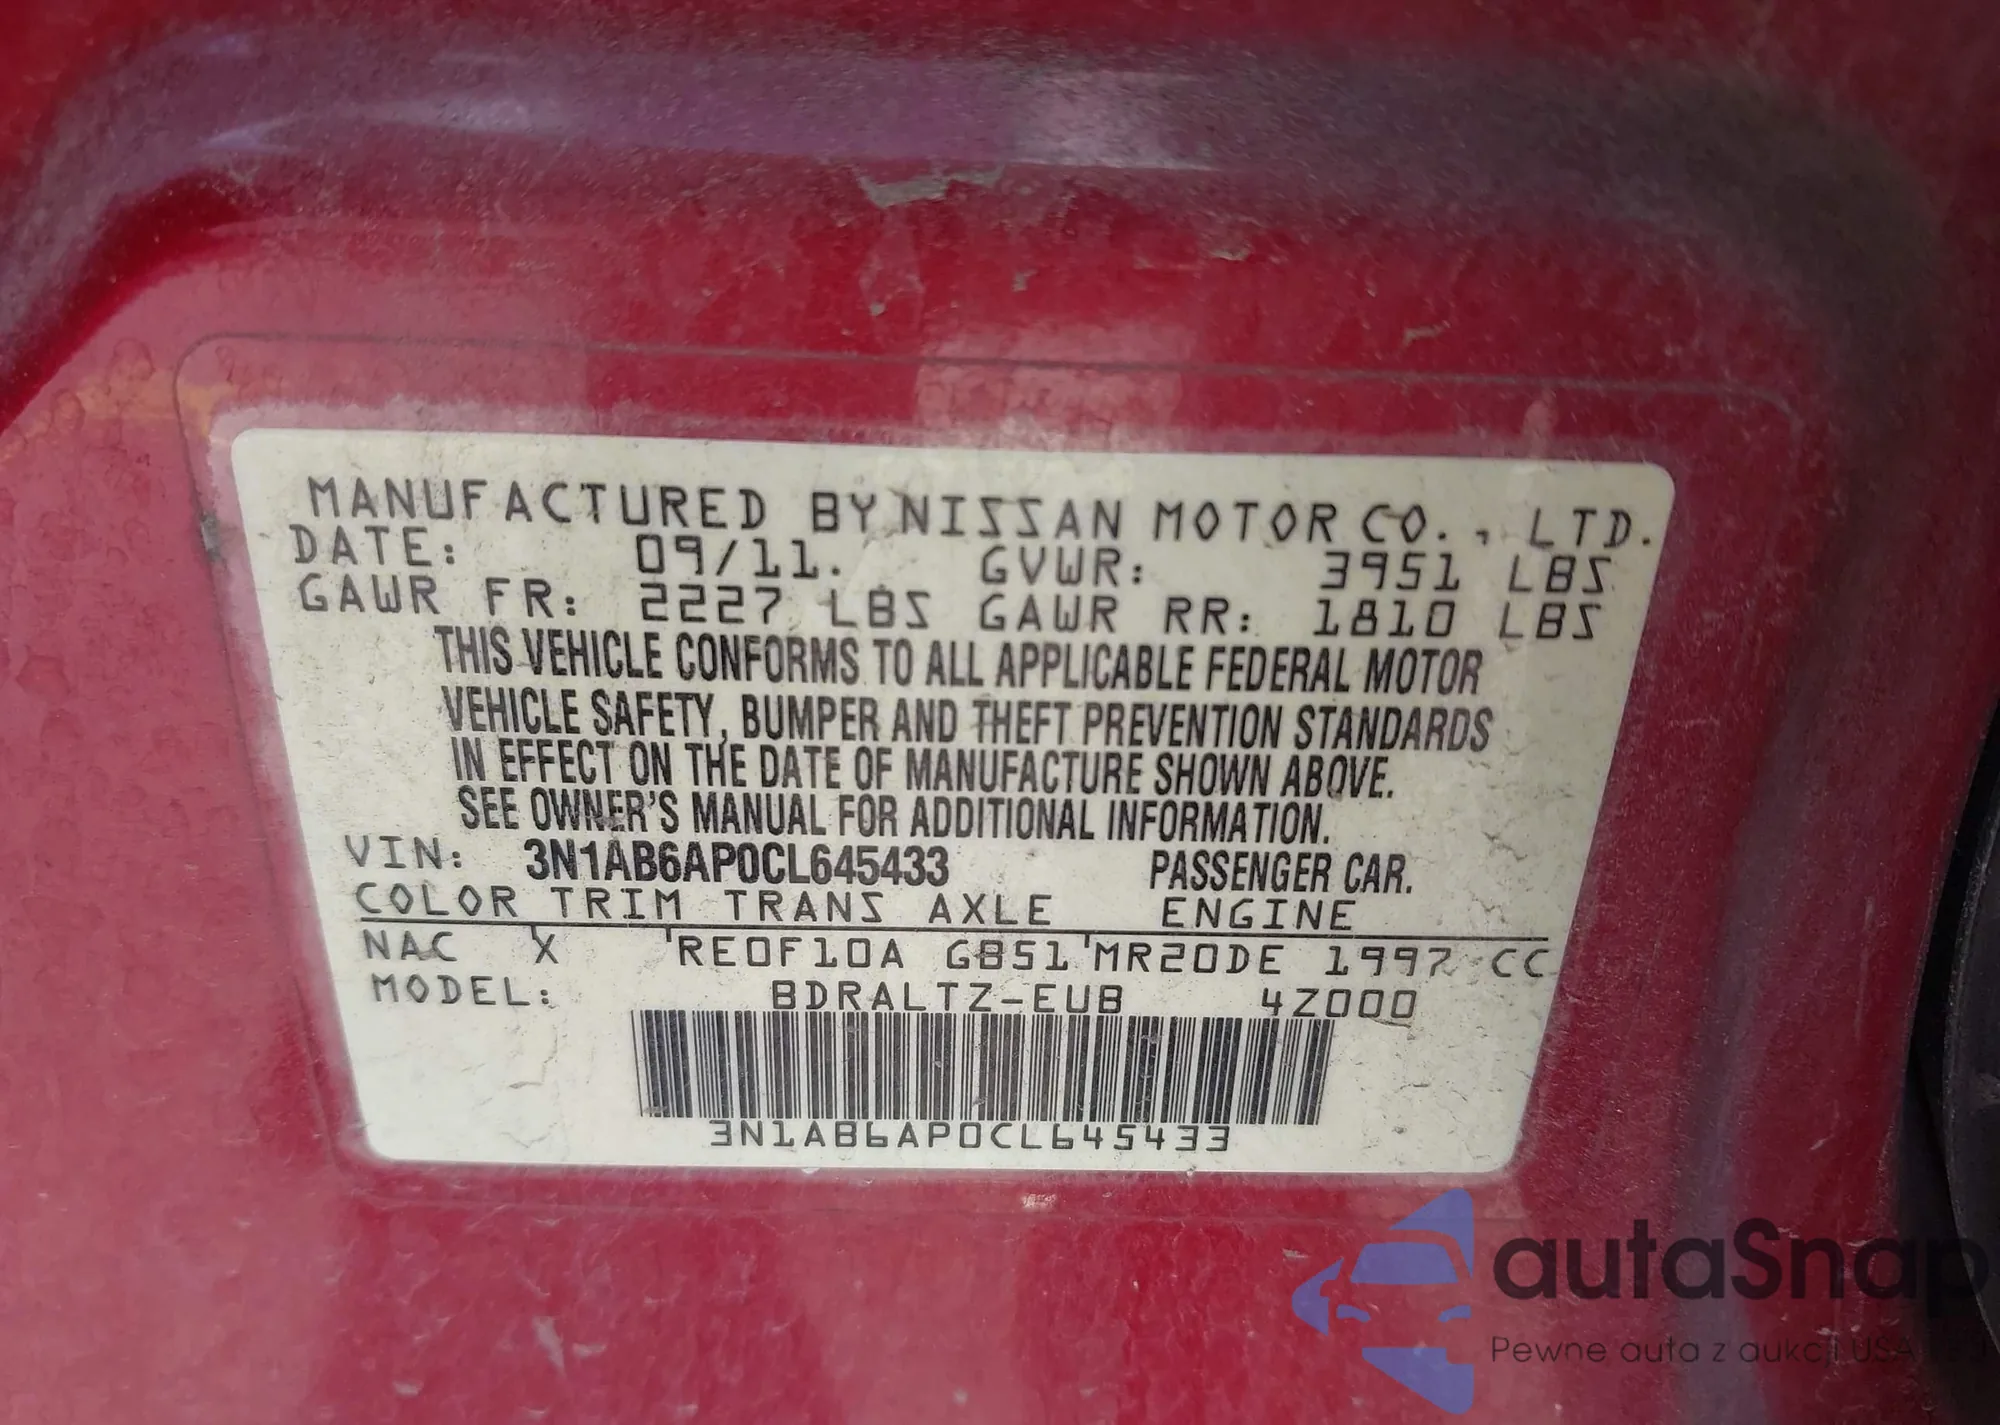 MANUFACTURED BY NISSAN MOTOR CO., LTD.
DATE: 09/11. GVWR: 3951 LBS
GAWR FR: 2227 LBS GAWR RR: 1810 LBS
THIS VEHICLE CONFORMS TO ALL APPLICABLE FEDERAL MOTOR
VEHICLE SAFETY, BUMPER AND THEFT PREVENTION STANDARDS
IN EFFECT ON THE DATE OF MANUFACTURE SHOWN ABOVE.
SEE OWNER'S MANUAL FOR ADDITIONAL INFORMATION.
VIN: 3N1AB6AP0CL645433 PASSENGER CAR.
COLOR TRIM TRANS AXLE ENGINE
NAC X RE0F10A GB51 MR20DE 1997 CC
MODEL: BDRALTZ-EUB 4Z000
3N1AB6AP0CL645433
autaSnap
Pewne auta z aukcji USA